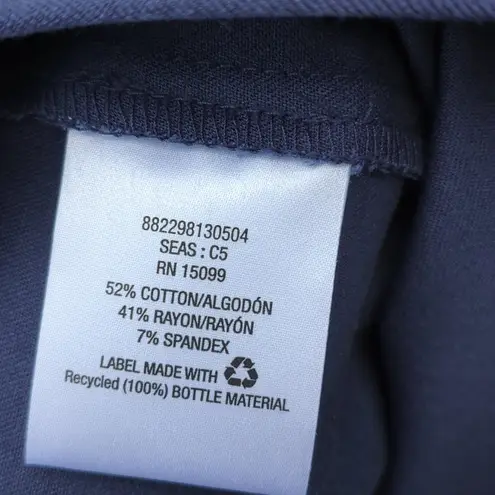 882298130504
SEAS : C5
RN 15099
52% COTTON/ALGODÓN
41% RAYON/RAYÓN
7% SPANDEX
LABEL MADE WITH
Recycled (100%) BOTTLE MATERIAL